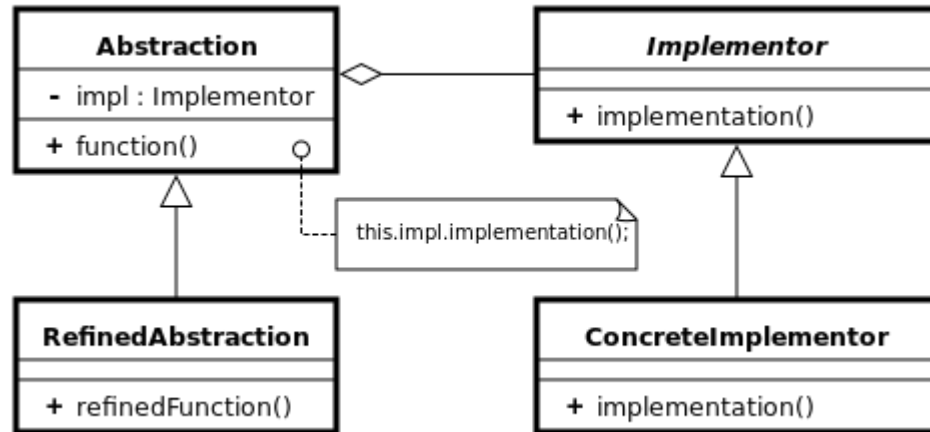 Abstraction
- impl : Implementor
+ function()
Implementor
+ implementation()
this.impl.implementation();
RefinedAbstraction
+ refinedFunction()
ConcreteImplementor
+ implementation()